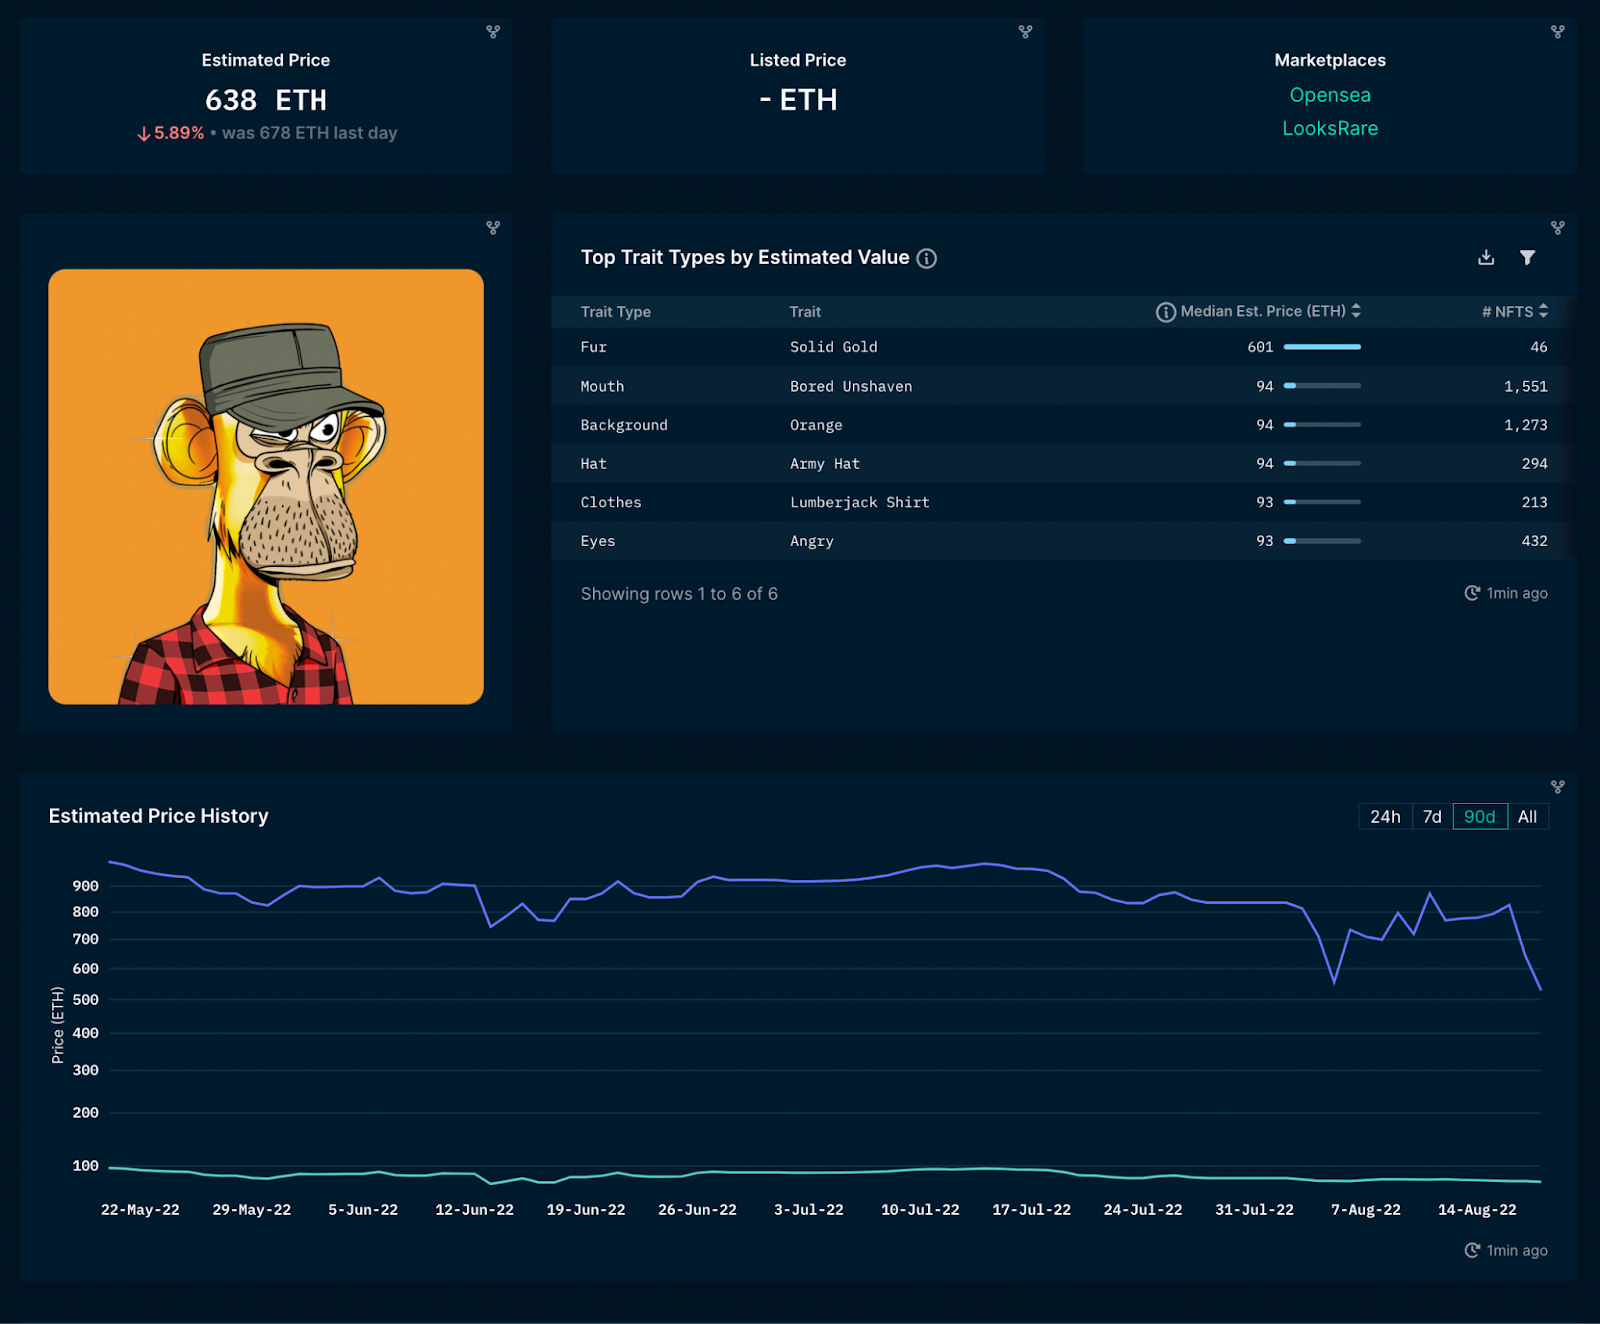 Estimated Price
638 ETH
↓5.89% • was 678 ETH last day
Listed Price
- ETH
Marketplaces
Opensea
LooksRare
Top Trait Types by Estimated Value
Trait Type Trait Median Est. Price (ETH) # NFTS
Fur Solid Gold 601 46
Mouth Bored Unshaven 94 1,551
Background Orange 94 1,273
Hat Army Hat 94 294
Clothes Lumberjack Shirt 93 213
Eyes Angry 93 432
Showing rows 1 to 6 of 6 1min ago
Estimated Price History
24h 7d 90d All
Price (ETH)
900
800
700
600
500
400
300
200
100
22-May-22 29-May-22 5-Jun-22 12-Jun-22 19-Jun-22 26-Jun-22 3-Jul-22 10-Jul-22 17-Jul-22 24-Jul-22 31-Jul-22 7-Aug-22 14-Aug-22
1min ago